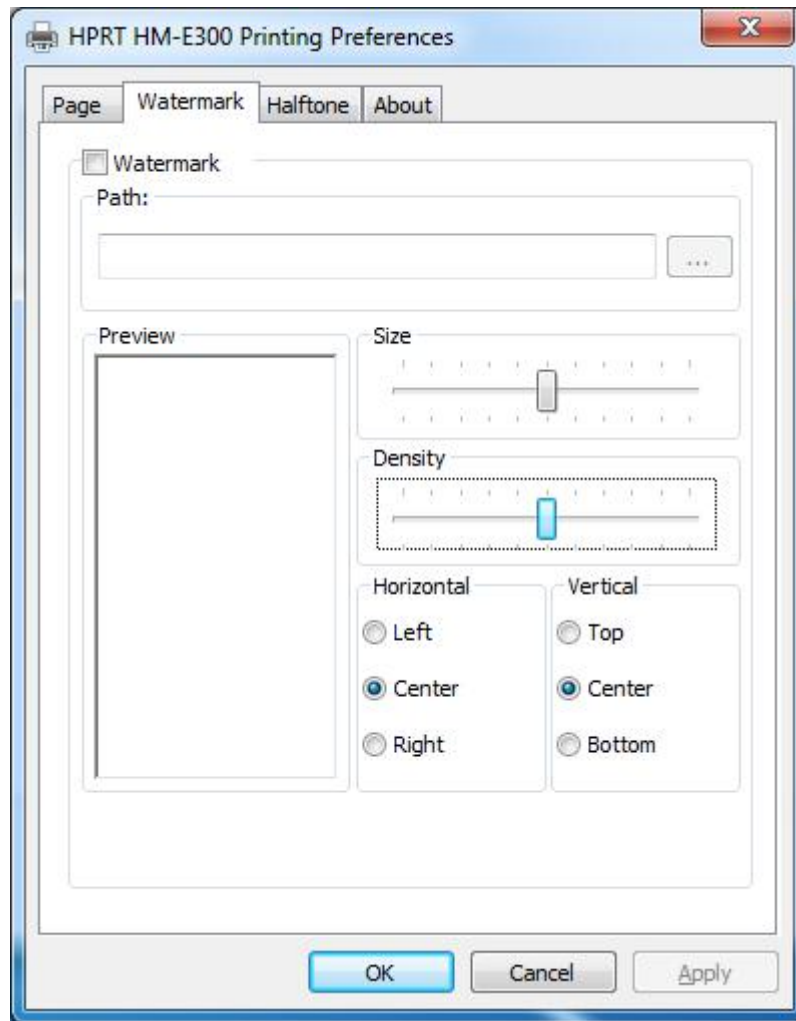 HPRT HM-E300 Printing Preferences
Page Watermark Halftone About
Watermark
Path:
...
Preview Size
Density
Horizontal Vertical
Left Top
Center Center
Right Bottom
OK Cancel Apply